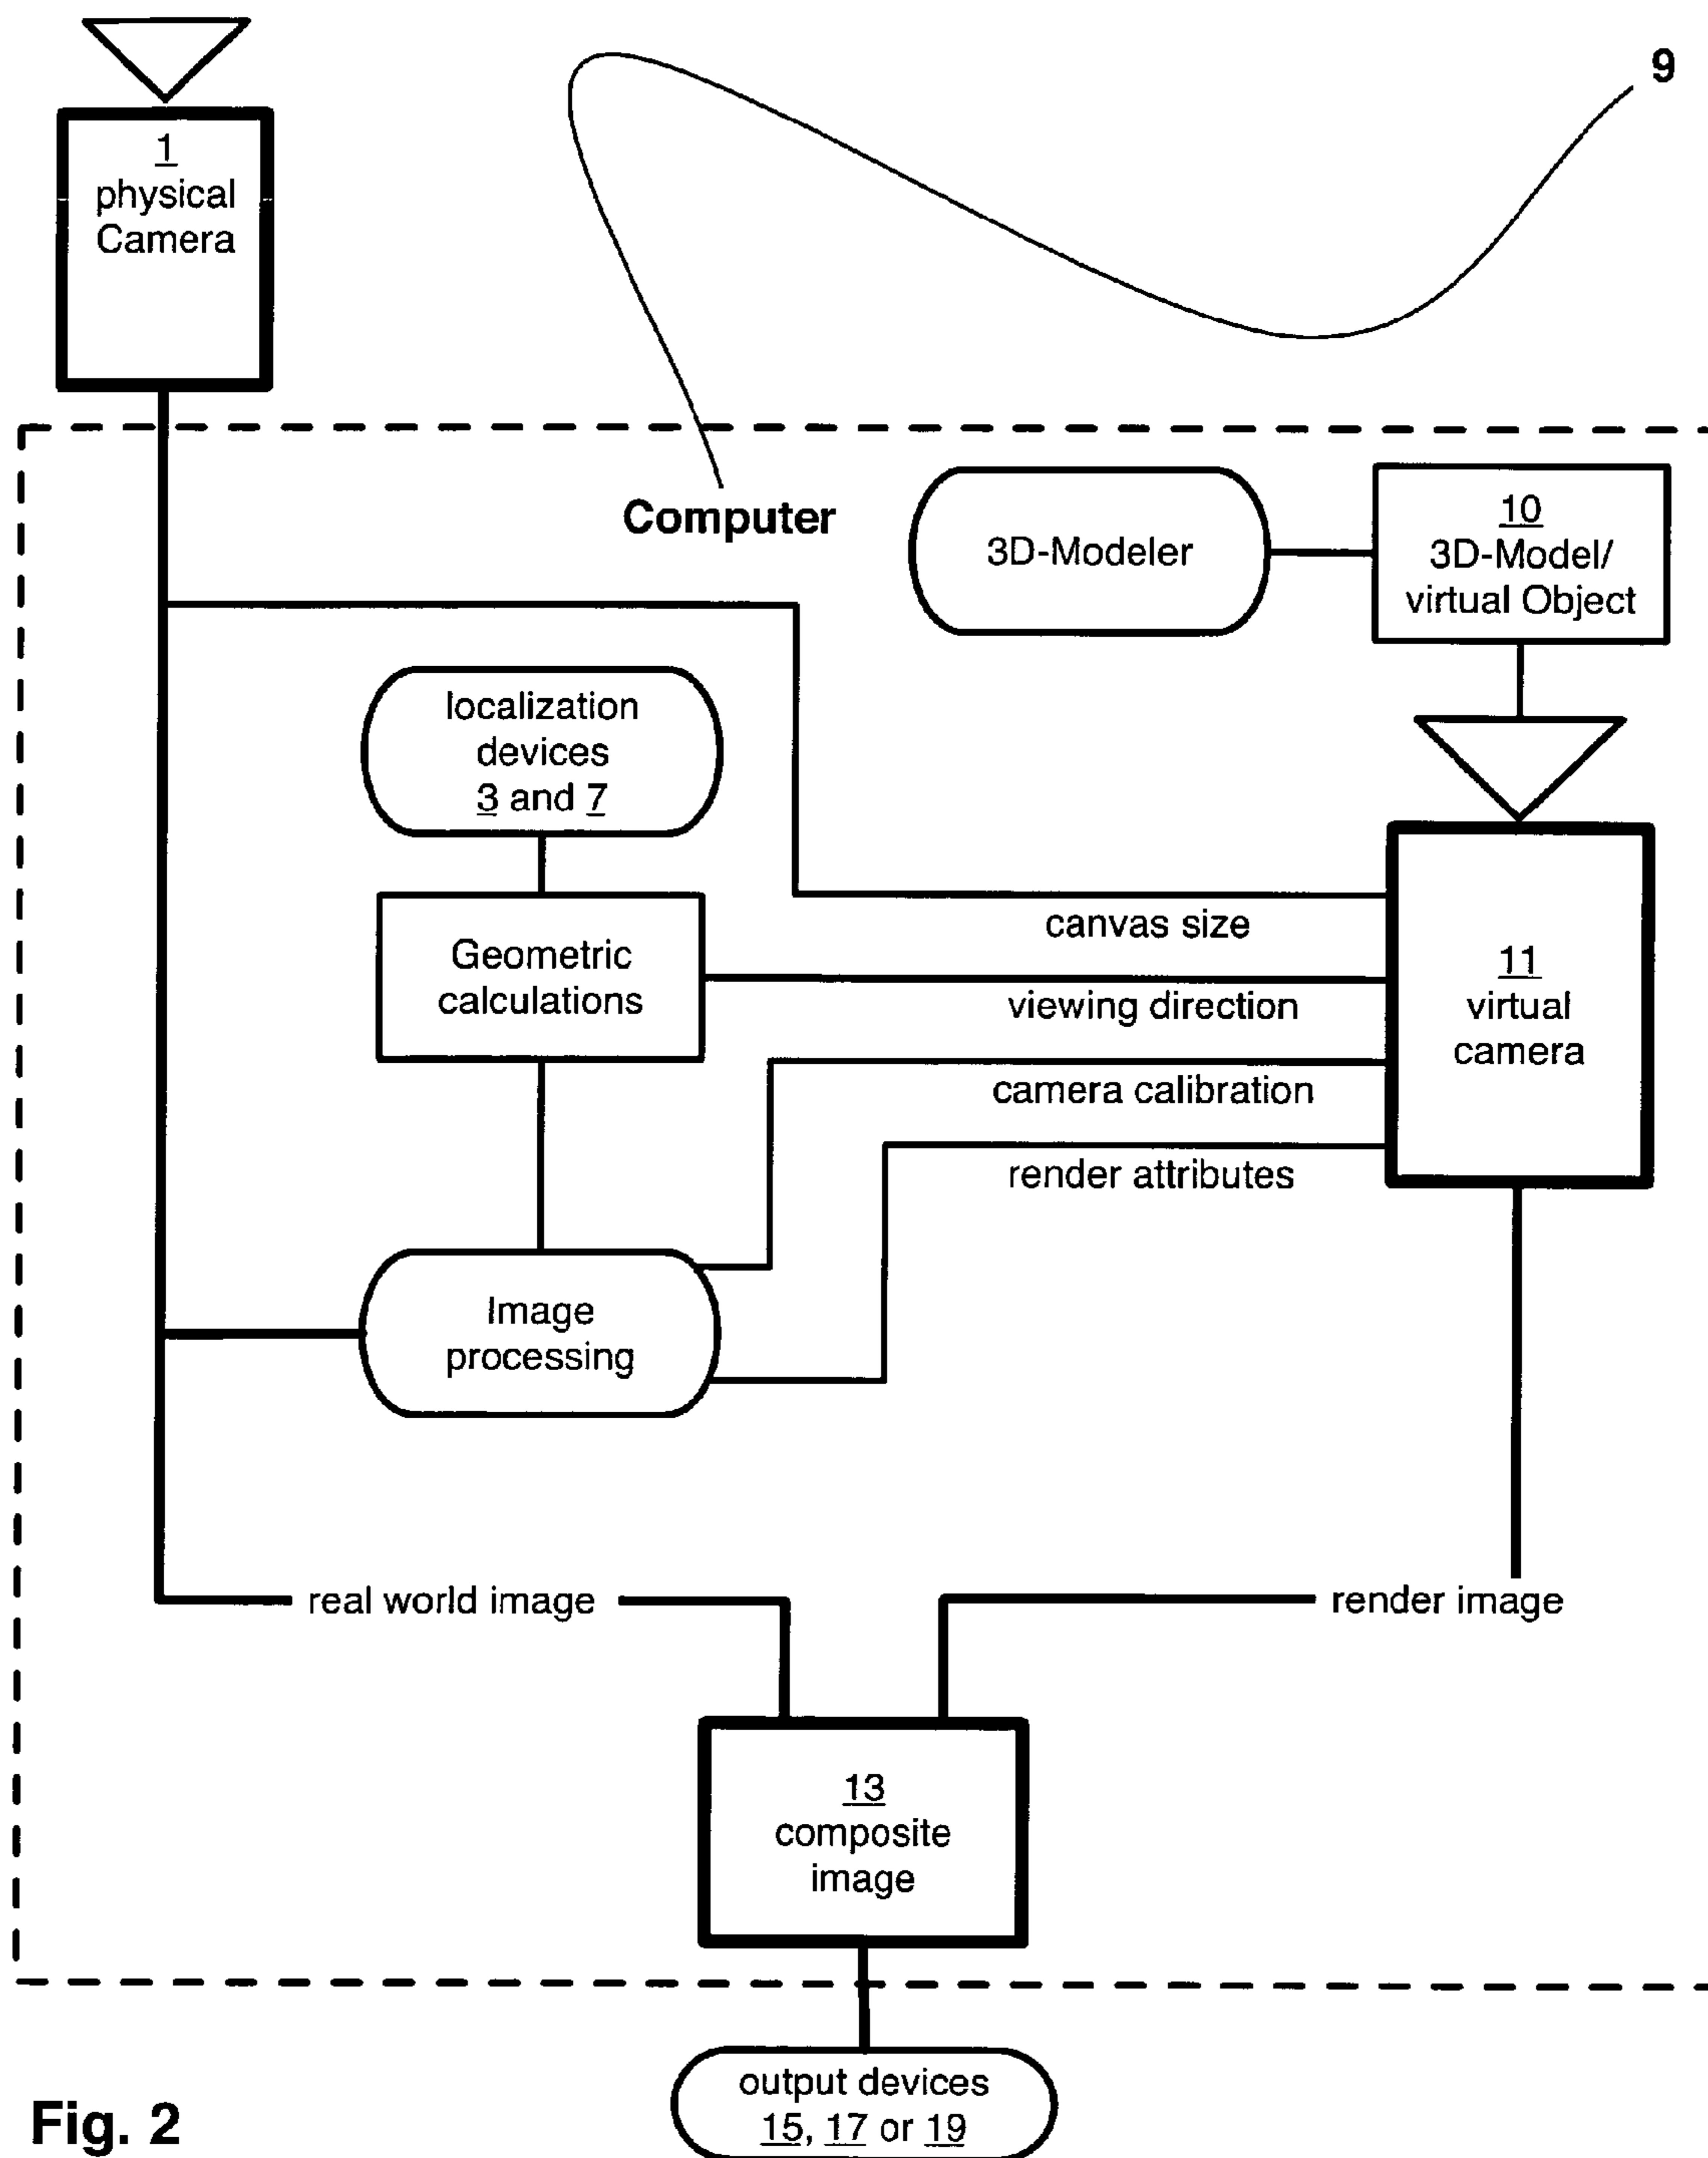 9
1
physical
Camera
Computer
3D-Modeler
10
3D-Model/
virtual Object
localization
devices
3 and 7
canvas size
Geometric
calculations
viewing direction
11
virtual
camera
camera calibration
render attributes
Image
processing
real world image
render image
13
composite
image
output devices
15, 17 or 19
Fig. 2